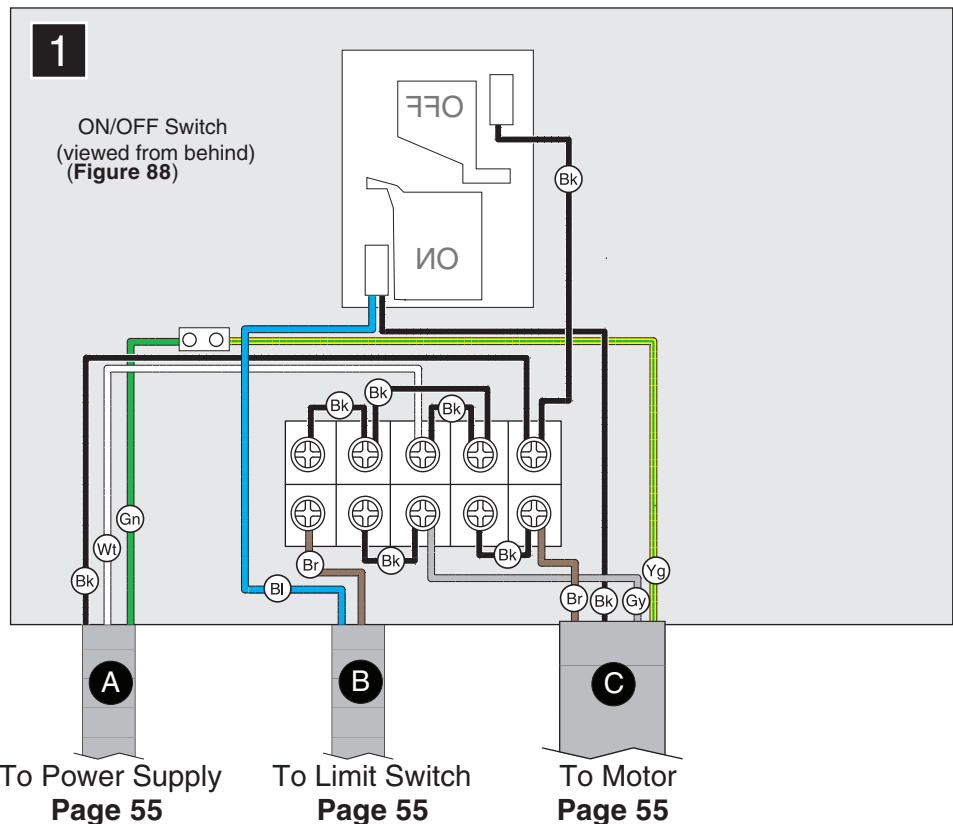 1
ON/OFF Switch
(viewed from behind)
(Figure 88)
OFF
Bk
ON
Bk
Bk
Bk
Gn
Wt
Bk
Bk
Bk
Br
Bl
Yg
Br
Bk
Gy
A
B
C
To Power Supply
Page 55
To Limit Switch
Page 55
To Motor
Page 55